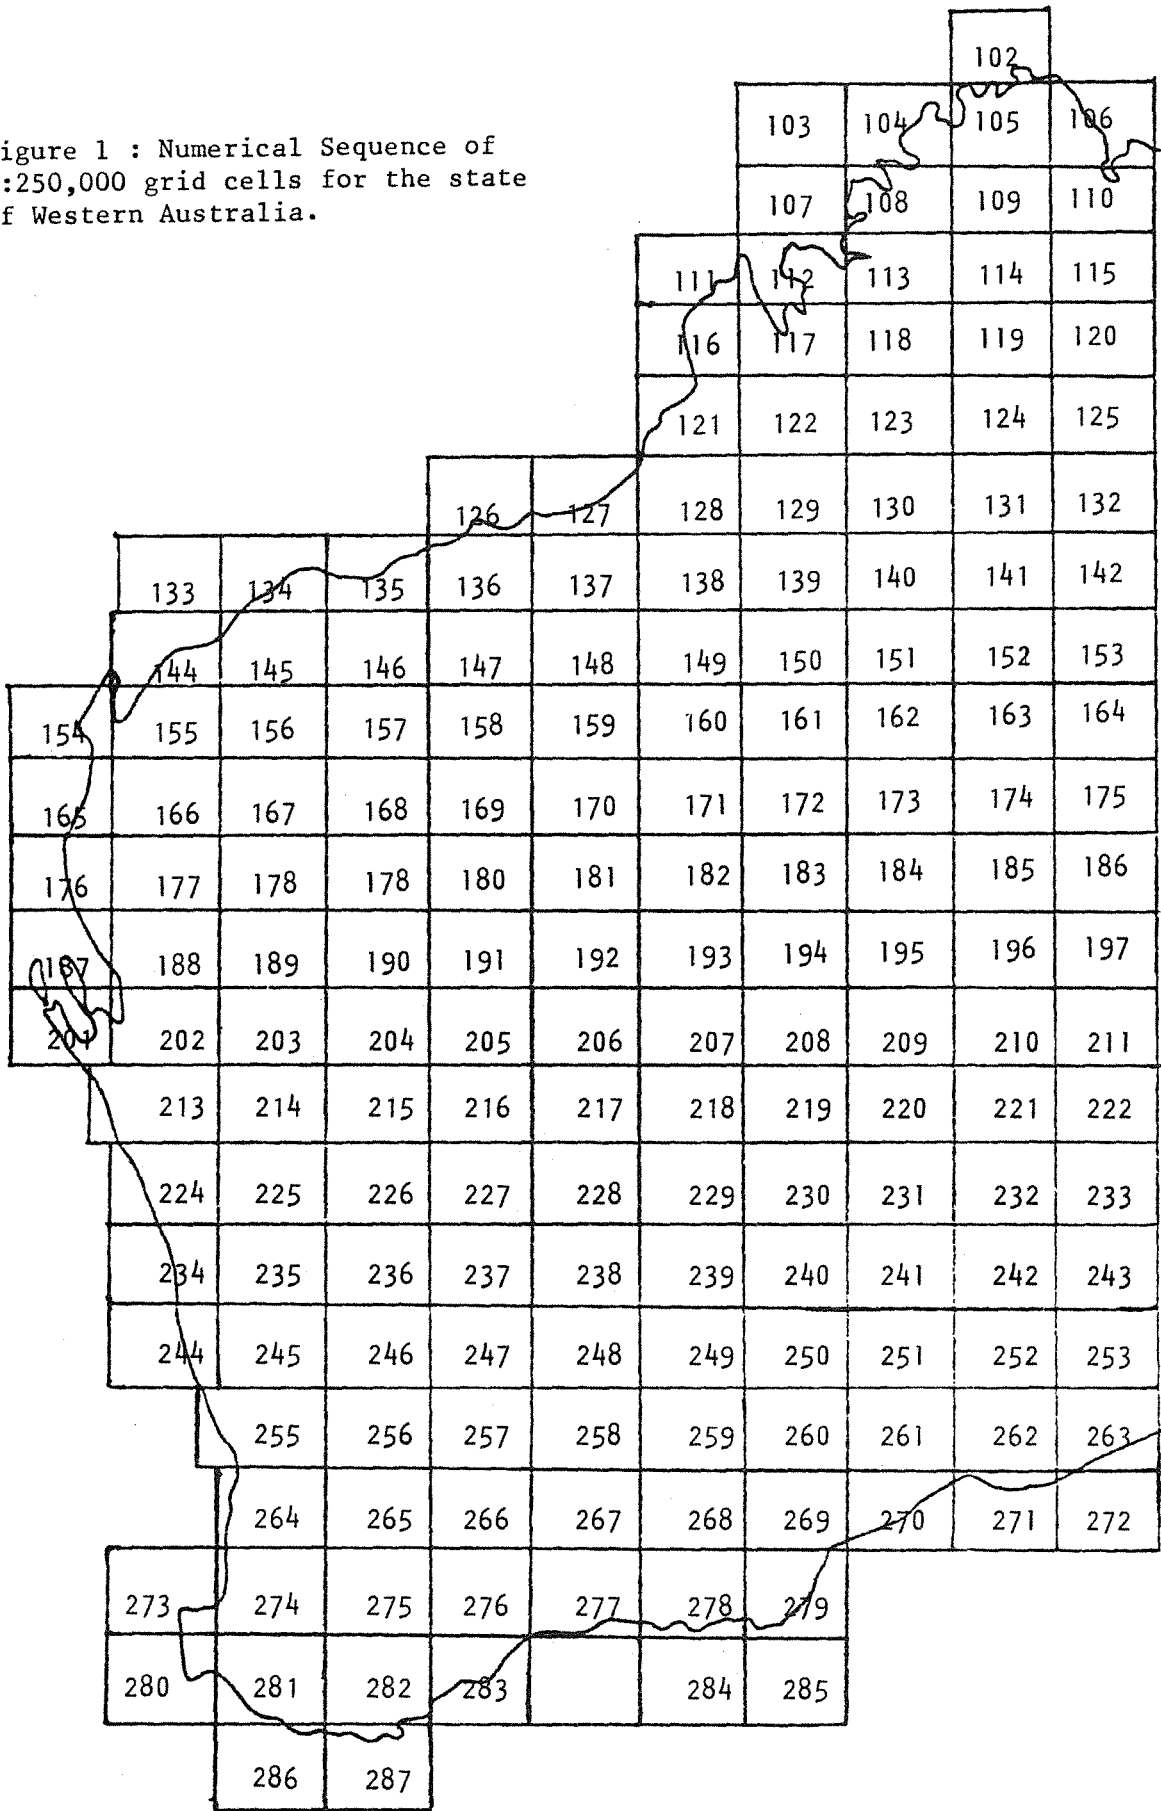 102
103 104 105 106
igure 1 : Numerical Sequence of
:250,000 grid cells for the state
f Western Australia.
107 108 109 110
111 112 113 114 115
116 117 118 119 120
121 122 123 124 125
126 127 128 129 130 131 132
133 134 135 136 137 138 139 140 141 142
144 145 146 147 148 149 150 151 152 153
154 155 156 157 158 159 160 161 162 163 164
165 166 167 168 169 170 171 172 173 174 175
176 177 178 178 180 181 182 183 184 185 186
187 188 189 190 191 192 193 194 195 196 197
201 202 203 204 205 206 207 208 209 210 211
213 214 215 216 217 218 219 220 221 222
224 225 226 227 228 229 230 231 232 233
234 235 236 237 238 239 240 241 242 243
244 245 246 247 248 249 250 251 252 253
255 256 257 258 259 260 261 262 263
264 265 266 267 268 269 270 271 272
273 274 275 276 277 278 279
280 281 282 283 284 285
286 287